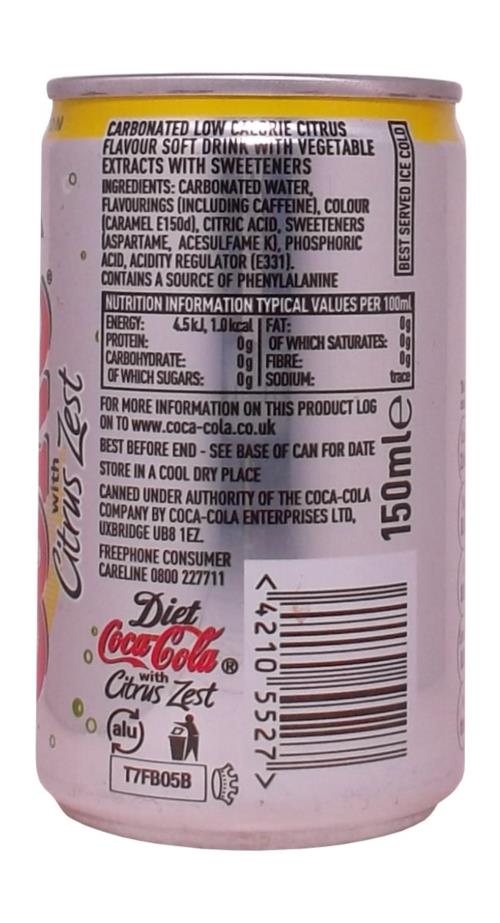 CARBONATED LOW CALORIE CITRUS
FLAVOUR SOFT DRINK WITH VEGETABLE
EXTRACTS WITH SWEETENERS
INGREDIENTS: CARBONATED WATER,
FLAVOURINGS (INCLUDING CAFFEINE), COLOUR
(CARAMEL E150d), CITRIC ACID, SWEETENERS
(ASPARTAME, ACESULFAME K), PHOSPHORIC
ACID, ACIDITY REGULATOR (E331).
CONTAINS A SOURCE OF PHENYLALANINE
BEST SERVED ICE COLD
NUTRITION INFORMATION TYPICAL VALUES PER 100ml
ENERGY: 4.5kJ, 1.0kcal FAT: 0g
PROTEIN: 0g OF WHICH SATURATES: 0g
CARBOHYDRATE: 0g FIBRE: 0g
OF WHICH SUGARS: 0g SODIUM: trace
FOR MORE INFORMATION ON THIS PRODUCT LOG
ON TO www.coca-cola.co.uk
BEST BEFORE END - SEE BASE OF CAN FOR DATE
STORE IN A COOL DRY PLACE
CANNED UNDER AUTHORITY OF THE COCA-COLA
COMPANY BY COCA-COLA ENTERPRISES LTD,
UXBRIDGE UB8 1EZ.
FREEPHONE CONSUMER
CARELINE 0800 227711
150ml e
with
Citrus Zest
Diet
Coca-Cola ®
with
Citrus Zest
alu
T7FB05B
<4210 5527>